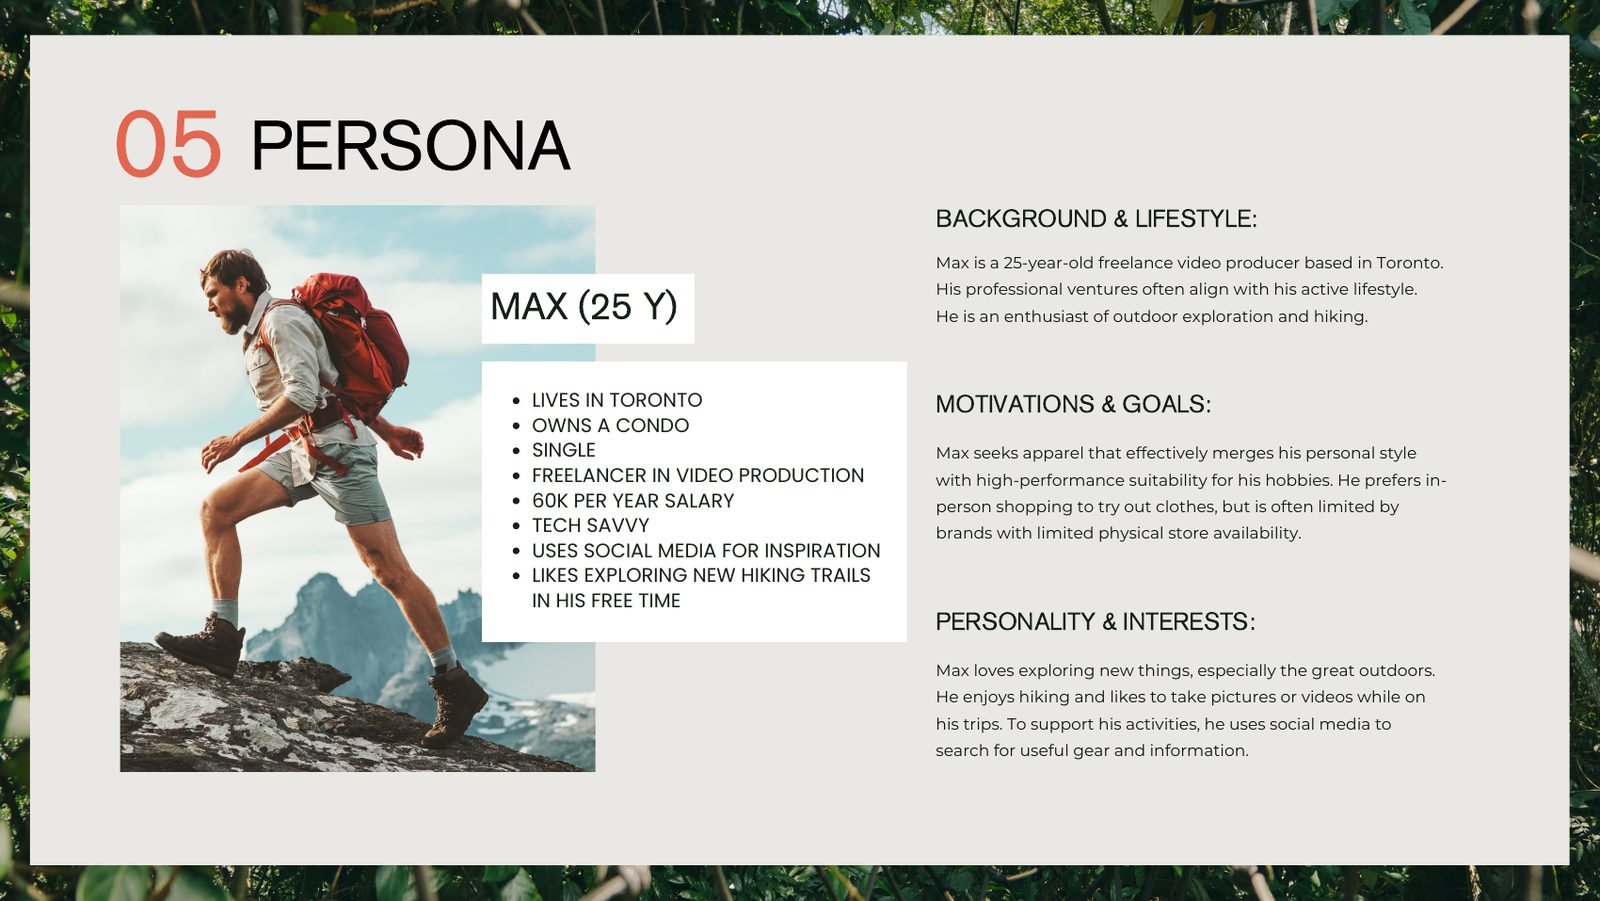 05 PERSONA
MAX (25 Y)
• LIVES IN TORONTO
• OWNS A CONDO
• SINGLE
• FREELANCER IN VIDEO PRODUCTION
• 60K PER YEAR SALARY
• TECH SAVVY
• USES SOCIAL MEDIA FOR INSPIRATION
• LIKES EXPLORING NEW HIKING TRAILS
IN HIS FREE TIME
BACKGROUND & LIFESTYLE:
Max is a 25-year-old freelance video producer based in Toronto.
His professional ventures often align with his active lifestyle.
He is an enthusiast of outdoor exploration and hiking.
MOTIVATIONS & GOALS:
Max seeks apparel that effectively merges his personal style
with high-performance suitability for his hobbies. He prefers in-
person shopping to try out clothes, but is often limited by
brands with limited physical store availability.
PERSONALITY & INTERESTS:
Max loves exploring new things, especially the great outdoors.
He enjoys hiking and likes to take pictures or videos while on
his trips. To support his activities, he uses social media to
search for useful gear and information.